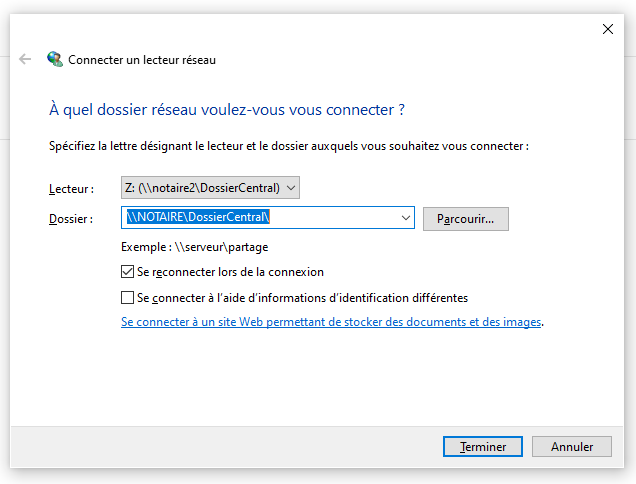 Connecter un lecteur réseau
À quel dossier réseau voulez-vous vous connecter ?
Spécifiez la lettre désignant le lecteur et le dossier auxquels vous souhaitez vous connecter :
Lecteur : Z: (\\notaire2\DossierCentral)
Dossier : \\NOTAIRE\DossierCentral\ Parcourir...
Exemple : \\serveur\partage
Se reconnecter lors de la connexion
Se connecter à l'aide d'informations d'identification différentes
Se connecter à un site Web permettant de stocker des documents et des images.
Terminer Annuler